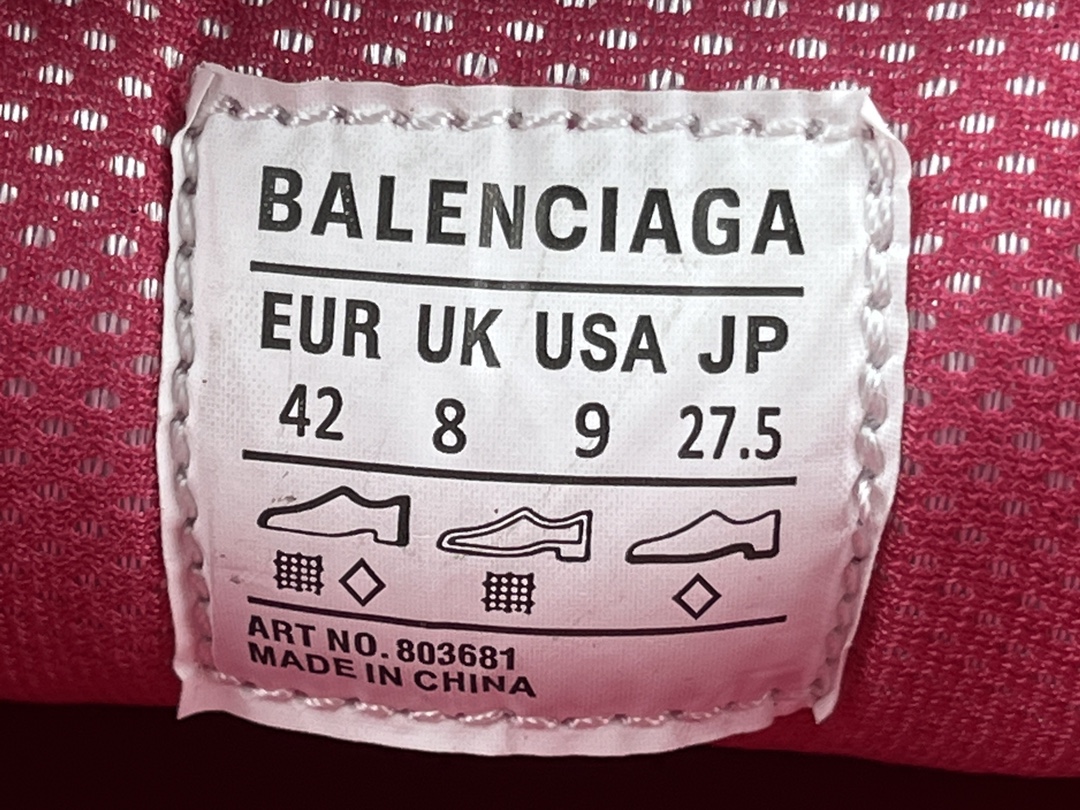 BALENCIAGA
EUR UK USA JP
42 8 9 27.5
ART NO. 803681
MADE IN CHINA